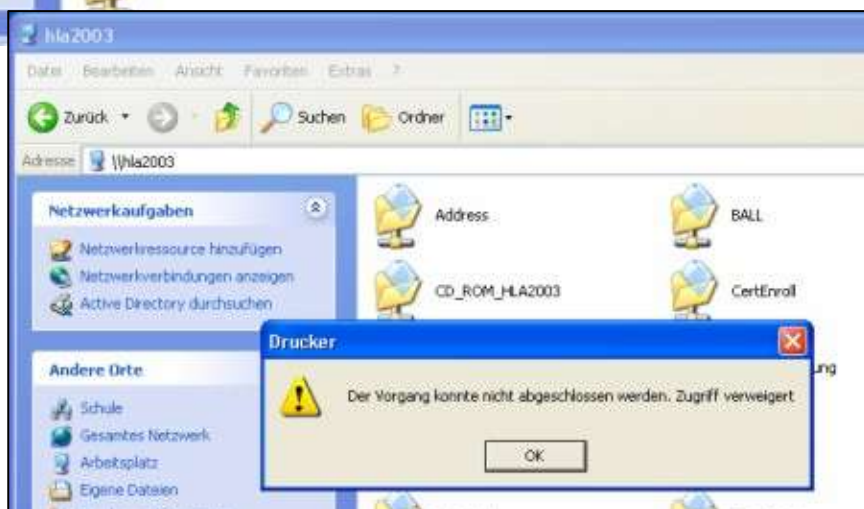 hla2003
Datei Bearbeiten Ansicht Favoriten Extras ?
Zurück Suchen Ordner
Adresse \\hla2003
Netzwerkaufgaben
Netzwerkressource hinzufügen
Netzwerkverbindungen anzeigen
Active Directory durchsuchen
Address
BALL
CD_ROM_HLA2003
CertEnroll
Andere Orte
Schule
Gesamtes Netzwerk
Arbeitsplatz
Eigene Dateien
Drucker
Der Vorgang konnte nicht abgeschlossen werden. Zugriff verweigert
OK
ung